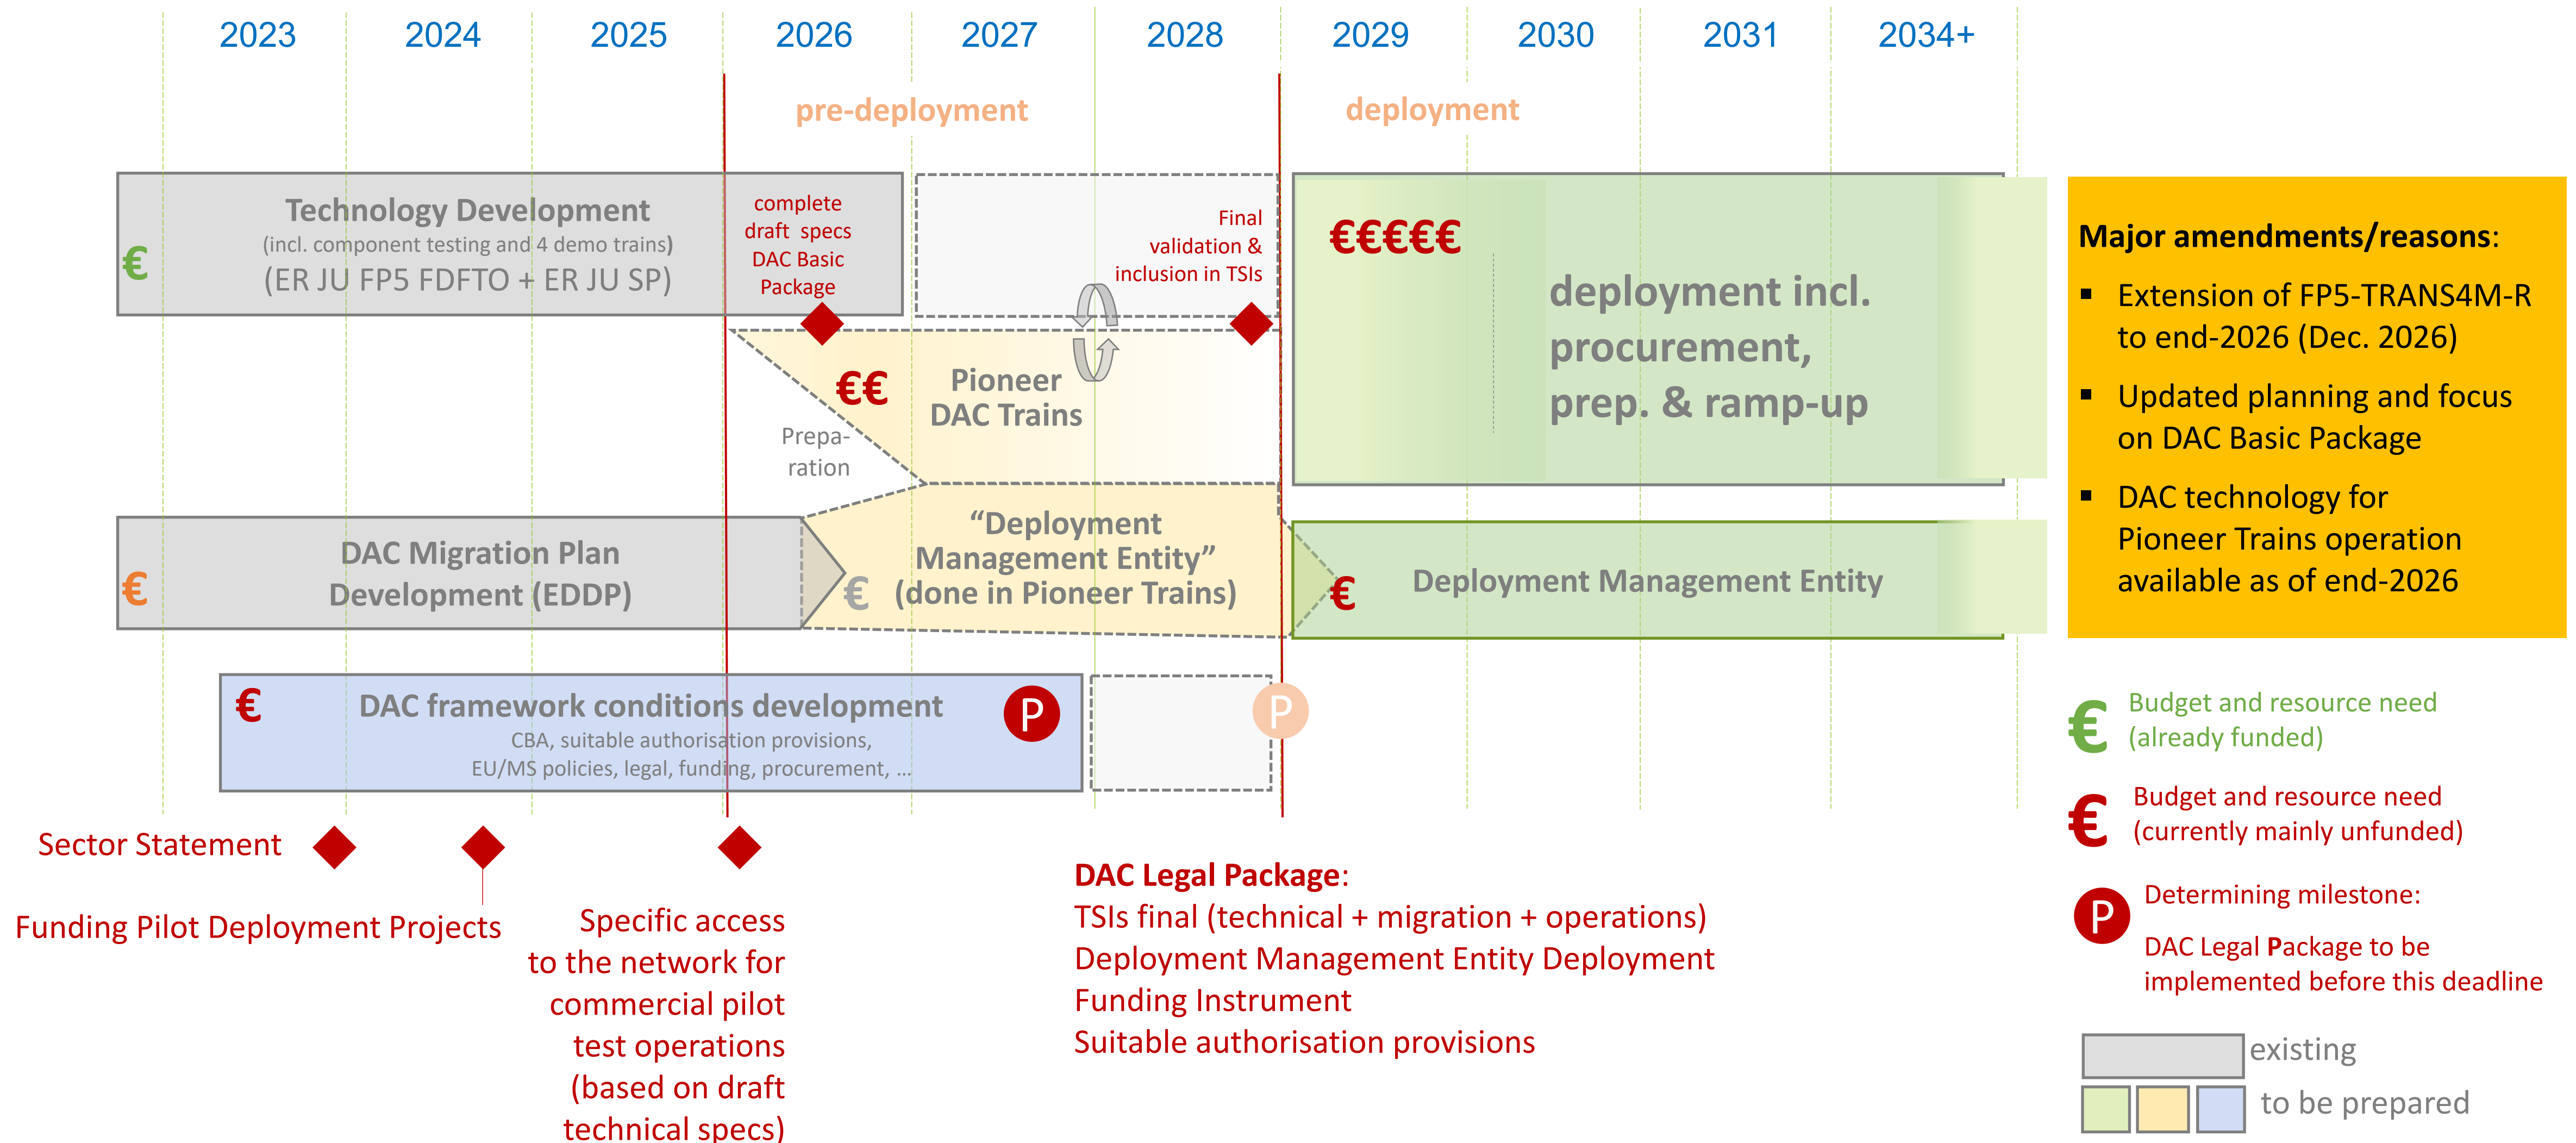 2023 2024 2025 2026 2027 2028 2029 2030 2031 2034+
pre-deployment
deployment
Technology Development
(incl. component testing and 4 demo trains)
€
(ER JU FP5 FDFTO + ER JU SP)
complete
draft specs
DAC Basic
Package
Final
validation &
inclusion in TSIs
€€€€€
deployment incl.
procurement,
prep. & ramp-up
€€
Pioneer
DAC Trains
Prepa-
ration
DAC Migration Plan
Development (EDDP)
€
€
“Deployment
Management Entity”
(done in Pioneer Trains)
€
Deployment Management Entity
€
DAC framework conditions development
CBA, suitable authorisation provisions,
EU/MS policies, legal, funding, procurement, ...
P
P
Sector Statement
Funding Pilot Deployment Projects
Specific access
to the network for
commercial pilot
test operations
(based on draft
technical specs)
DAC Legal Package:
TSIs final (technical + migration + operations)
Deployment Management Entity Deployment
Funding Instrument
Suitable authorisation provisions
Major amendments/reasons:
▪ Extension of FP5-TRANS4M-R
to end-2026 (Dec. 2026)
▪ Updated planning and focus
on DAC Basic Package
▪ DAC technology for
Pioneer Trains operation
available as of end-2026
€
Budget and resource need
(already funded)
€
Budget and resource need
(currently mainly unfunded)
P
Determining milestone:
DAC Legal Package to be
implemented before this deadline
existing
to be prepared